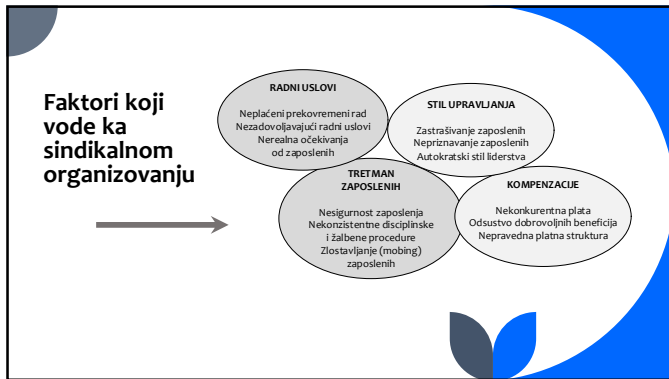 Faktori koji
vode ka
sindikalnom
organizovanju
RADNI USLOVI
Neplaćeni prekovremeni rad
Nezadovoljavajući radni uslovi
Nerealna očekivanja
od zaposlenih
STIL UPRAVLJANJA
Zastrašivanje zaposlenih
Nepriznavanje zaposlenih
Autokratski stil liderstva
TRETMAN
ZAPOSLENIH
Nesigurnost zaposlenja
Nekonzistentne disciplinske
i žalbene procedure
Zlostavljanje (mobing)
zaposlenih
KOMPENZACIJE
Nekonkurentna plata
Odsustvo dobrovoljnih beneficija
Nepravedna platna struktura